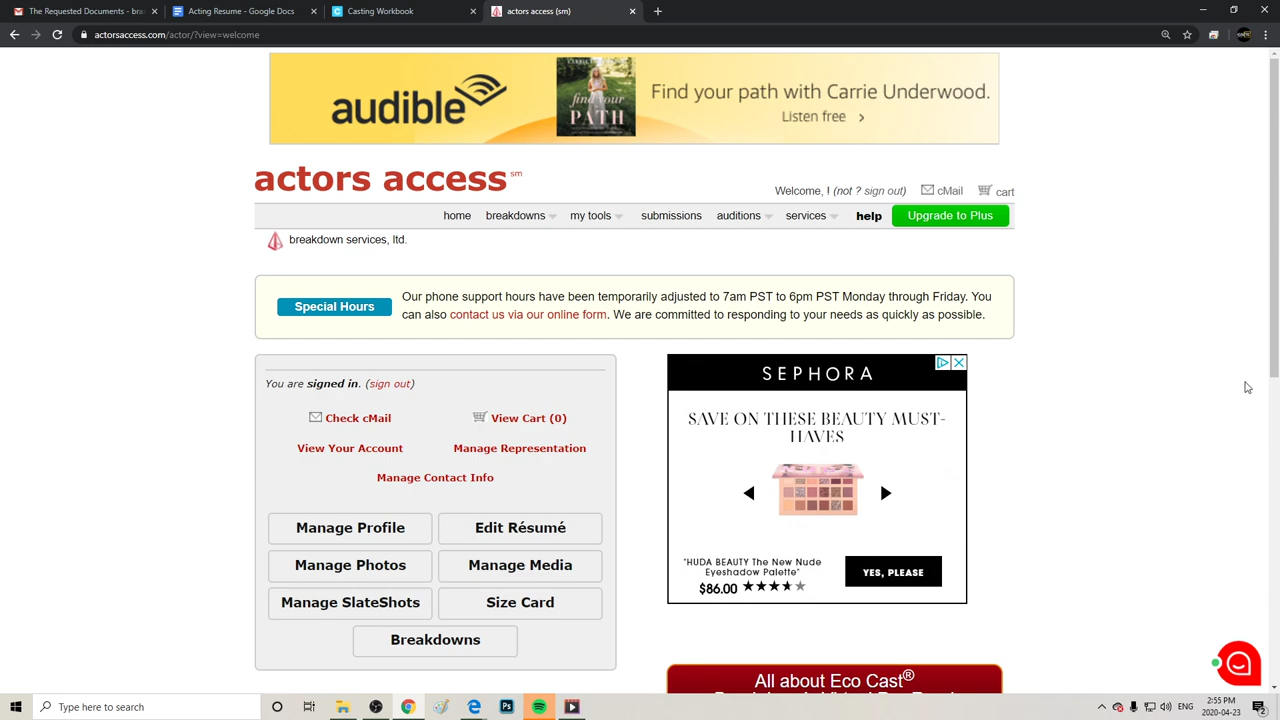 The Requested Documents - bra
Acting Resume - Google Docs
Casting Workbook
actors access (sm)
actorsaccess.com/actor/?view=welcome
audible
find your PATH
Find your path with Carrie Underwood.
Listen free >
actors access sm
Welcome, ! (not ? sign out) cMail cart
home breakdowns my tools submissions auditions services help Upgrade to Plus
breakdown services, ltd.
Special Hours
Our phone support hours have been temporarily adjusted to 7am PST to 6pm PST Monday through Friday. You
can also contact us via our online form. We are committed to responding to your needs as quickly as possible.
You are signed in. (sign out)
Check cMail View Cart (0)
View Your Account Manage Representation
Manage Contact Info
Manage Profile Edit Résumé
Manage Photos Manage Media
Manage SlateShots Size Card
Breakdowns
SEPHORA
SAVE ON THESE BEAUTY MUST-
HAVES
"HUDA BEAUTY The New Nude
Eyeshadow Palette"
$86.00
YES, PLEASE
All about Eco Cast®
Type here to search
ENG
2:55 PM
2020-04-23
2